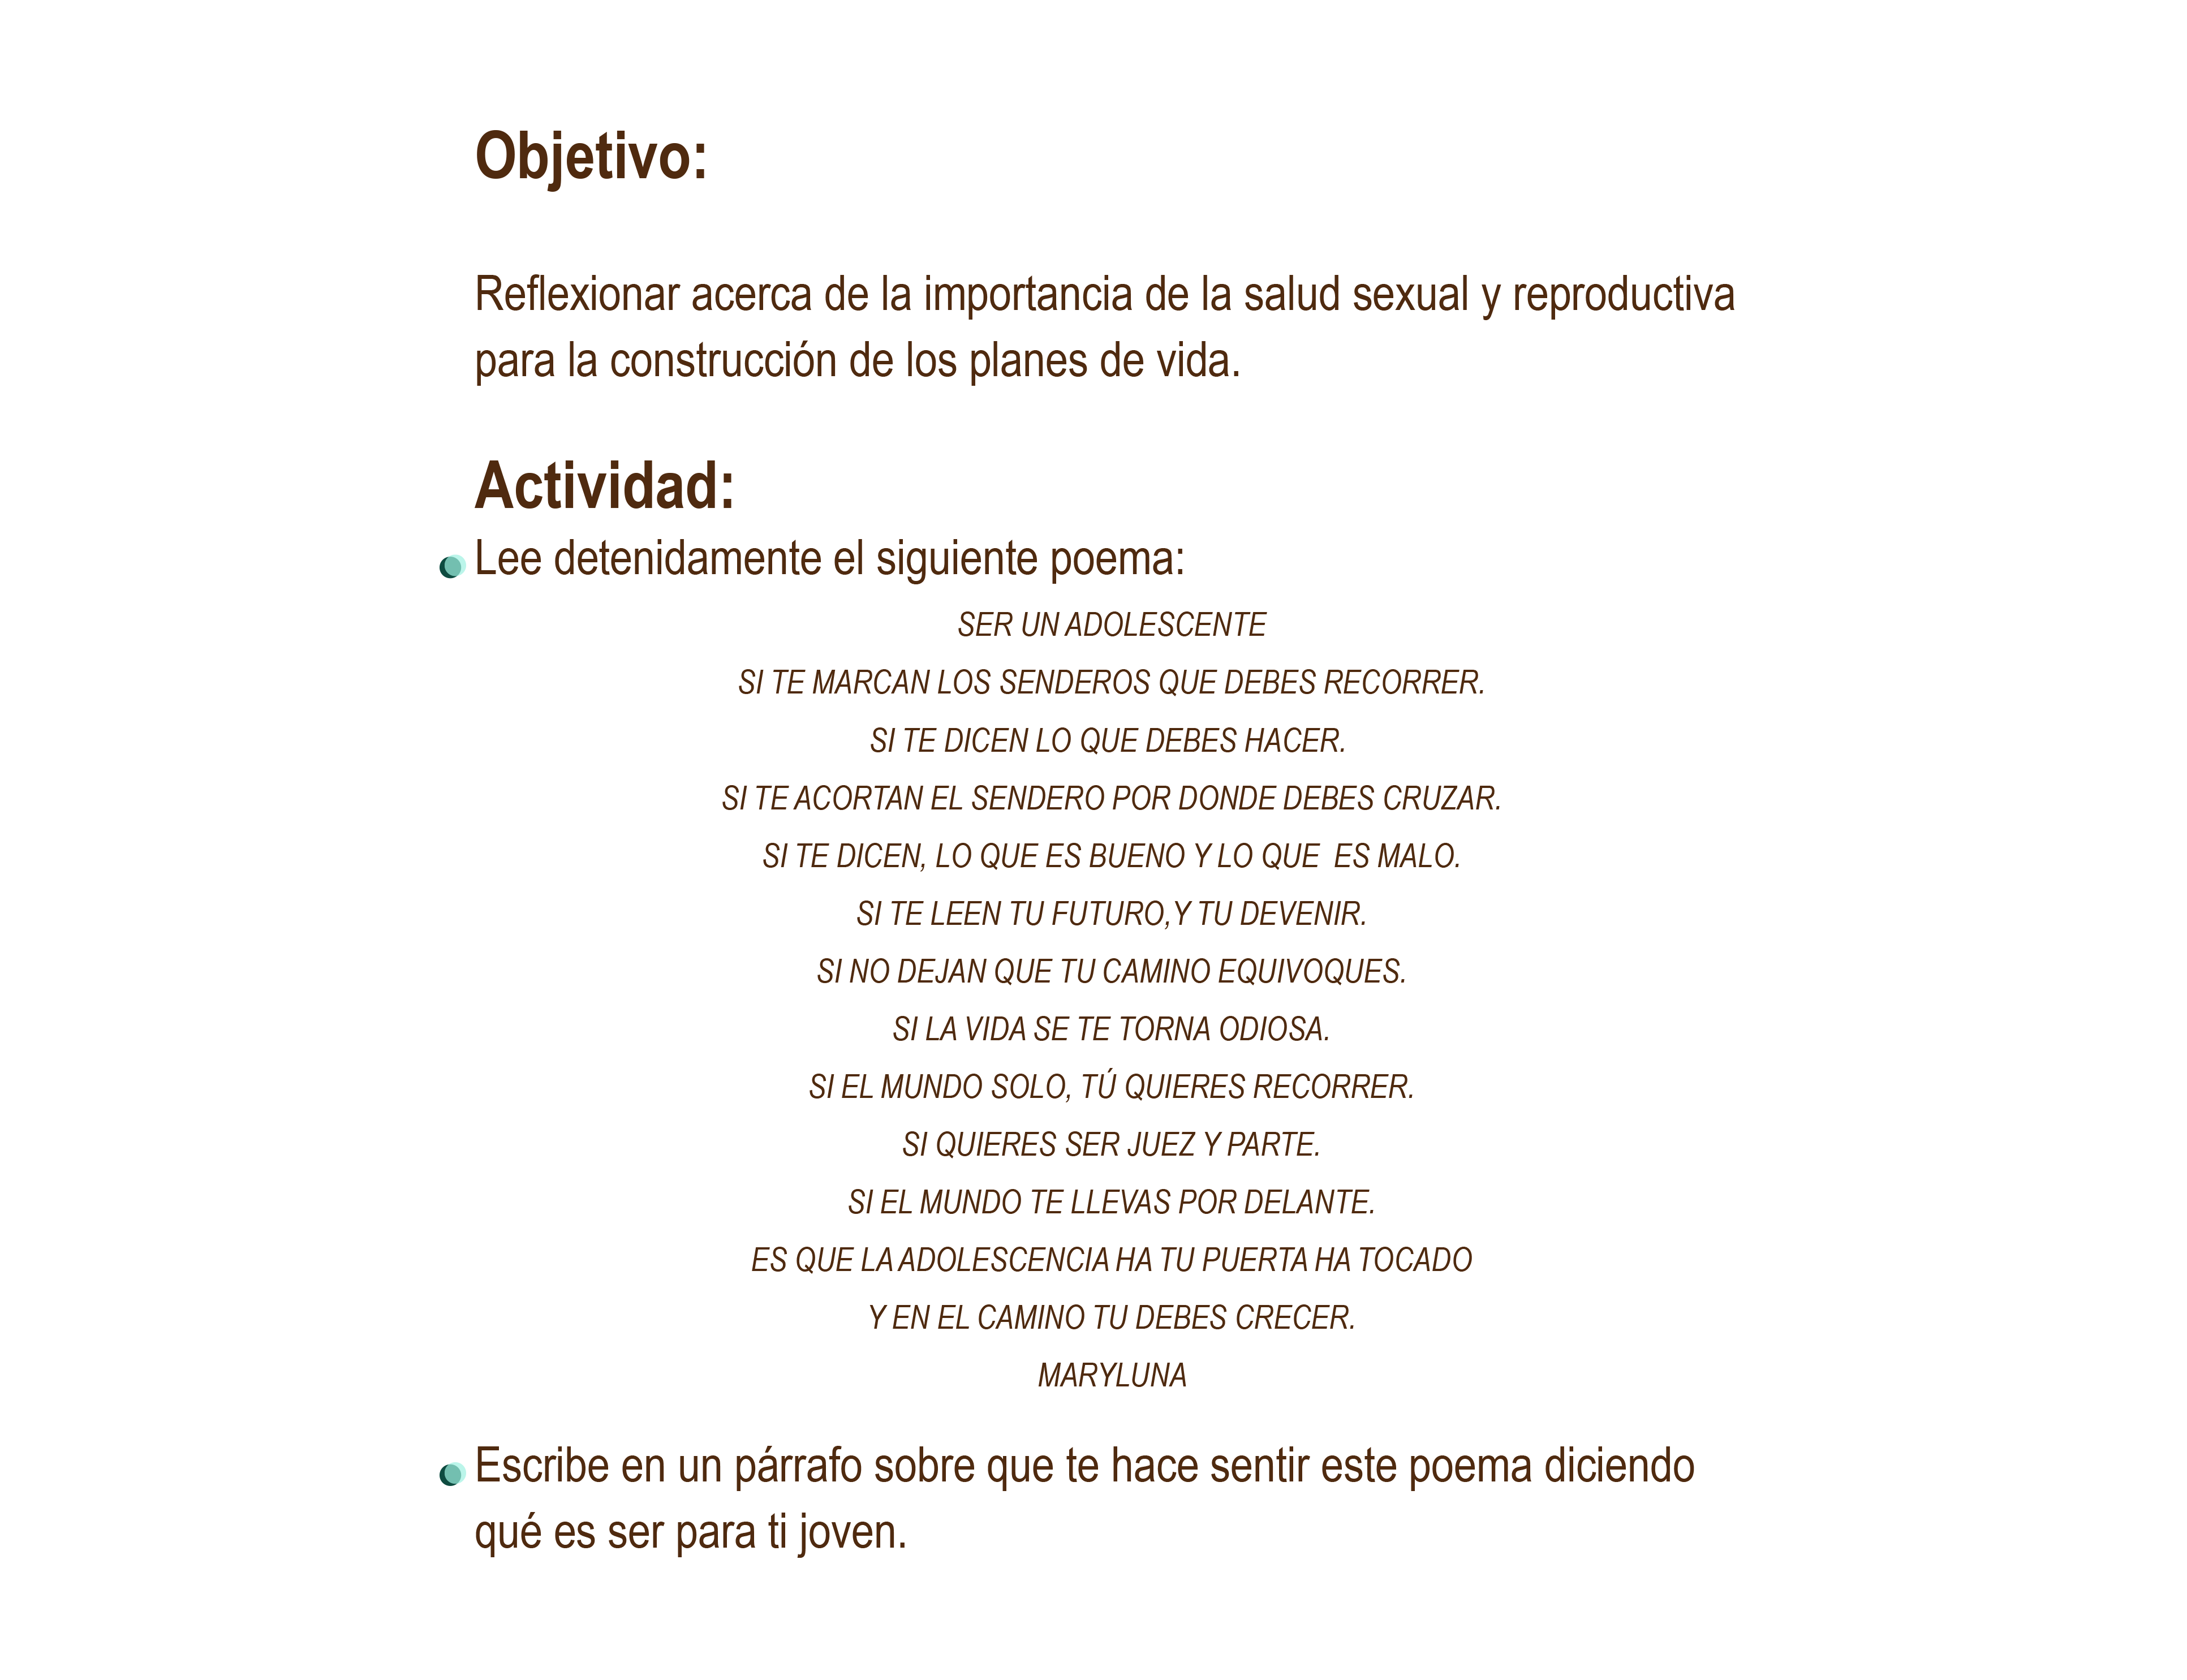 Objetivo:
Reflexionar acerca de la importancia de la salud sexual y reproductiva
para la construcción de los planes de vida.
Actividad:
Lee detenidamente el siguiente poema:
SER UN ADOLESCENTE
SI TE MARCAN LOS SENDEROS QUE DEBES RECORRER.
SI TE DICEN LO QUE DEBES HACER.
SI TE ACORTAN EL SENDERO POR DONDE DEBES CRUZAR.
SI TE DICEN, LO QUE ES BUENO Y LO QUE  ES MALO.
SI TE LEEN TU FUTURO,Y TU DEVENIR.
SI NO DEJAN QUE TU CAMINO EQUIVOQUES.
SI LA VIDA SE TE TORNA ODIOSA.
SI EL MUNDO SOLO, TÚ QUIERES RECORRER.
SI QUIERES SER JUEZ Y PARTE.
SI EL MUNDO TE LLEVAS POR DELANTE.
ES QUE LA ADOLESCENCIA HA TU PUERTA HA TOCADO
Y EN EL CAMINO TU DEBES CRECER.
MARYLUNA
Escribe en un párrafo sobre que te hace sentir este poema diciendo
qué es ser para ti joven.